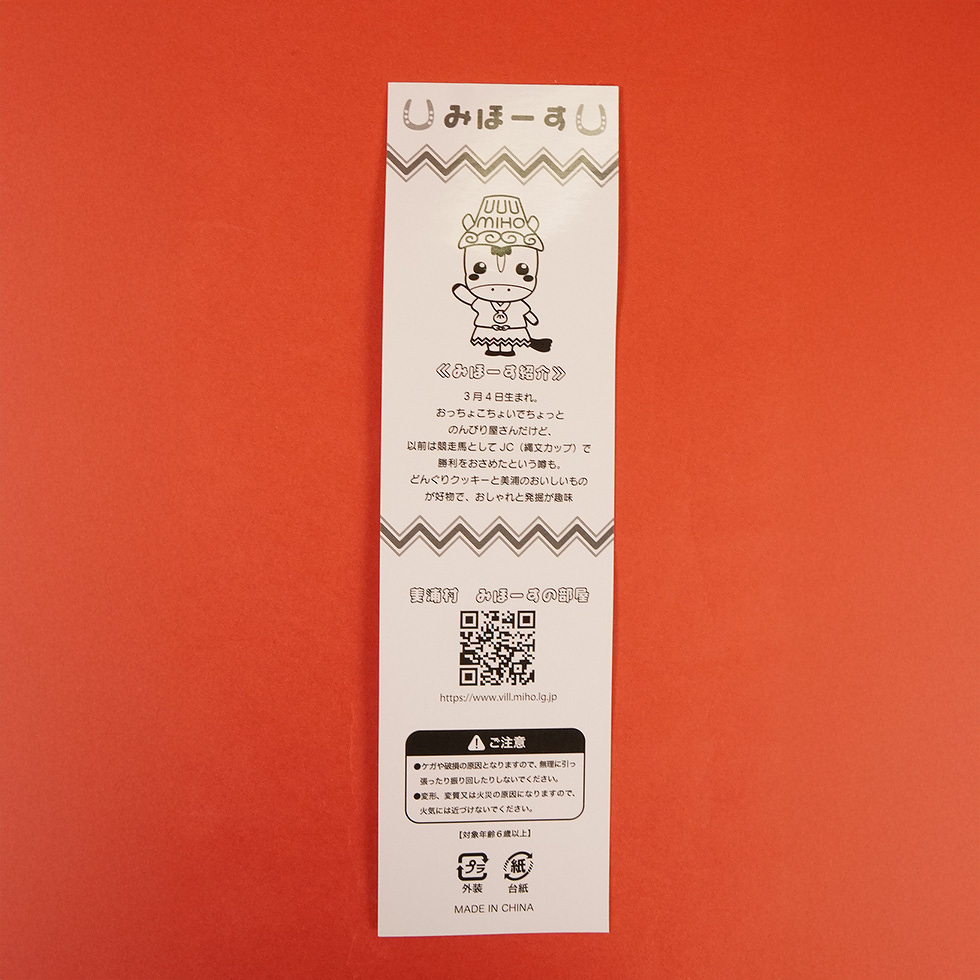 みほーす
MIHO
《みほーす紹介》
3月4日生まれ。
おっちょこちょいでちょっと
のんびり屋さんだけど、
以前は競走馬としてJC（縄文カップ）で
勝利をおさめたという噂も。
どんぐりクッキーと美浦のおいしいもの
が好物で、おしゃれと発掘が趣味
美浦村　みほーすの部屋
https://www.vill.miho.lg.jp
ご注意
●ケガや破損の原因となりますので、無理に引っ
張ったり振り回したりしないでください。
●変形、変質又は火災の原因になりますので、
火気には近づけないでください。
【対象年齢6歳以上】
プラ 紙
外装 台紙
MADE IN CHINA